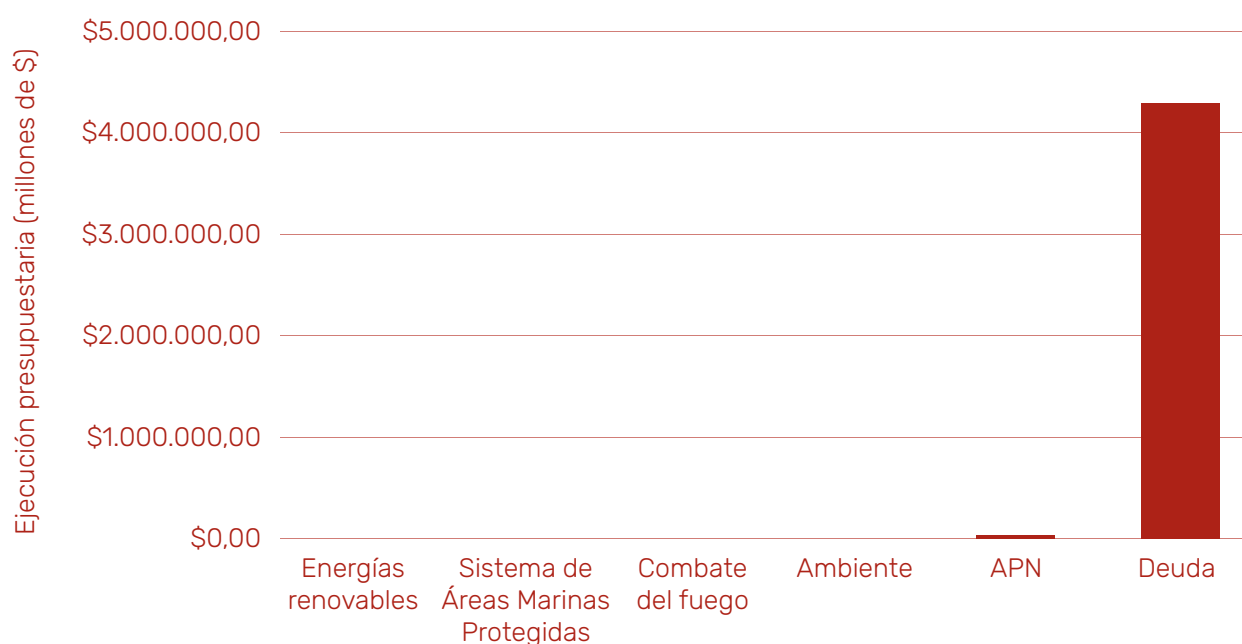 Ejecución presupuestaria (millones de $)
$5.000.000,00
$4.000.000,00
$3.000.000,00
$2.000.000,00
$1.000.000,00
$0,00
Energías
renovables
Sistema de
Áreas Marinas
Protegidas
Combate
del fuego
Ambiente
APN
Deuda